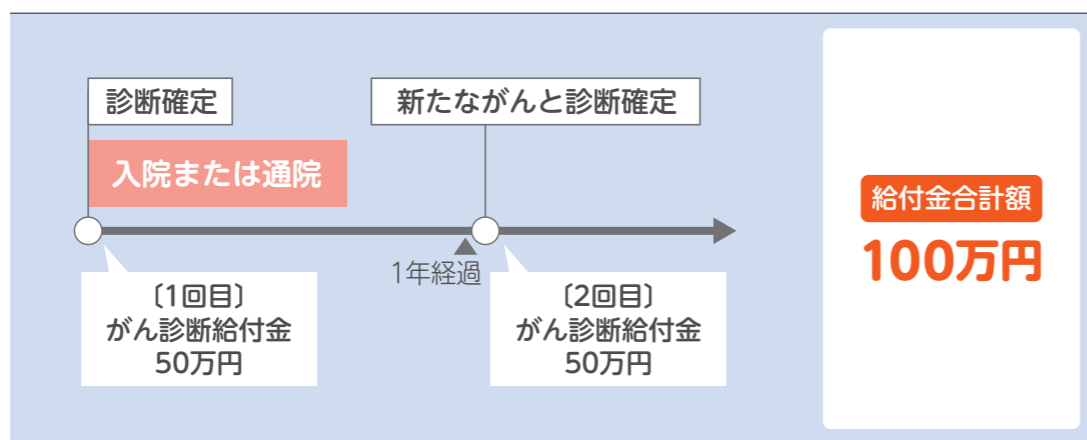 診断確定
新たながんと診断確定
入院または通院
1年経過
〔1回目〕
がん診断給付金
50万円
〔2回目〕
がん診断給付金
50万円
給付金合計額
100万円